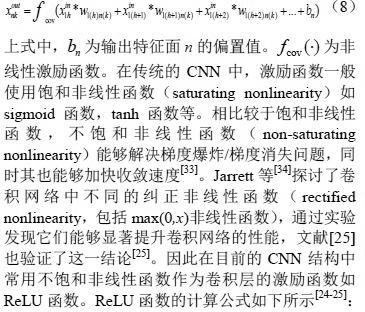 x_{nk}^{out} = f_{cov}(x_{1h}^{in}*w_{1(h)n(k)}+x_{1(h+1)}^{in}*w_{1(h+1)n(k)}+x_{1(h+2)}^{in}*w_{1(h+2)n(k)}+...+b_n) （8）
上式中，b_n 为输出特征面 n 的偏置值。f_{cov}(·) 为非
线性激励函数。在传统的 CNN 中，激励函数一般
使用饱和非线性函数（saturating nonlinearity）如
sigmoid 函数，tanh 函数等。相比较于饱和非线性
函数，不饱和非线性函数（non-saturating
nonlinearity）能够解决梯度爆炸/梯度消失问题，同
时其也能够加快收敛速度[33]。Jarrett 等[34]探讨了卷
积网络中不同的纠正非线性函数（rectified
nonlinearity，包括 max(0,x)非线性函数），通过实验
发现它们能够显著提升卷积网络的性能，文献[25]
也验证了这一结论[25]。因此在目前的 CNN 结构中
常用不饱和非线性函数作为卷积层的激励函数如
ReLU 函数。ReLU 函数的计算公式如下所示[24-25]：